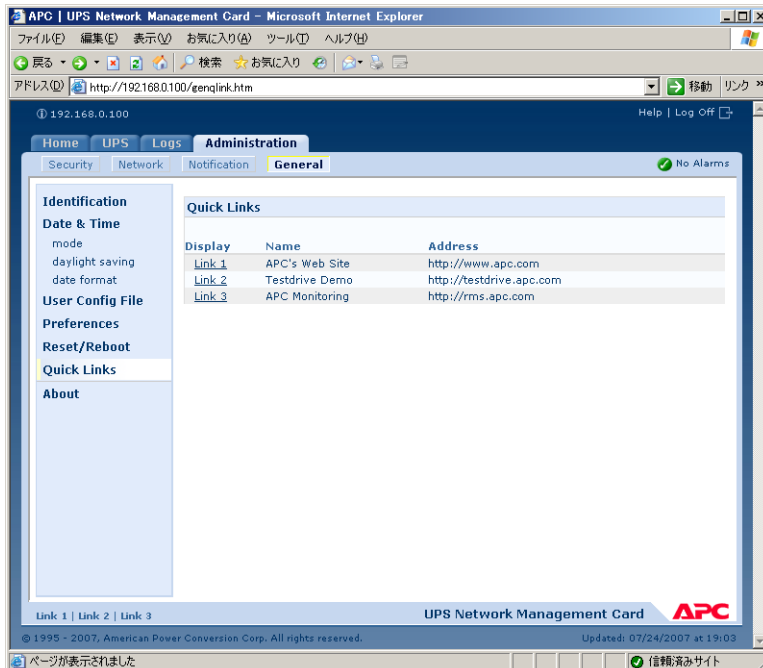 APC | UPS Network Management Card - Microsoft Internet Explorer
ファイル(F) 編集(E) 表示(V) お気に入り(A) ツール(T) ヘルプ(H)
戻る 検索 お気に入り
アドレス(D) http://192.168.0.100/genqlink.htm 移動 リンク »
192.168.0.100 Help | Log Off
Home UPS Logs Administration
Security Network Notification General No Alarms
Identification
Date & Time
mode
daylight saving
date format
User Config File
Preferences
Reset/Reboot
Quick Links
About
Quick Links
Display Name Address
Link 1 APC's Web Site http://www.apc.com
Link 2 Testdrive Demo http://testdrive.apc.com
Link 3 APC Monitoring http://rms.apc.com
Link 1 | Link 2 | Link 3 UPS Network Management Card APC
© 1995 - 2007, American Power Conversion Corp. All rights reserved. Updated: 07/24/2007 at 19:03
ページが表示されました 信頼済みサイト